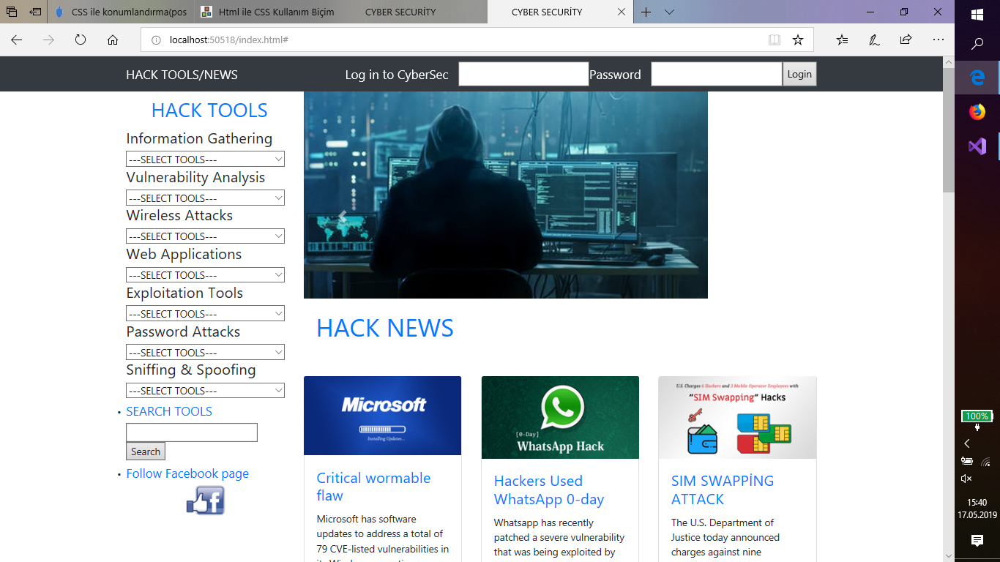 CSS ile konumlandırma(pos
Html ile CSS Kullanım Biçim
CYBER SECURİTY
CYBER SECURİTY
localhost:50518/index.html#
HACK TOOLS/NEWS
Log in to CyberSec
Password
Login
HACK TOOLS
Information Gathering
---SELECT TOOLS---
Vulnerability Analysis
---SELECT TOOLS---
Wireless Attacks
---SELECT TOOLS---
Web Applications
---SELECT TOOLS---
Exploitation Tools
---SELECT TOOLS---
Password Attacks
---SELECT TOOLS---
Sniffing & Spoofing
---SELECT TOOLS---
• SEARCH TOOLS
Search
• Follow Facebook page
HACK NEWS
Microsoft
Installing Updates...
Critical wormable
flaw
Microsoft has software
updates to address a total of
79 CVE-listed vulnerabilities in
[0-Day]
WhatsApp Hack
Hackers Used
WhatsApp 0-day
Whatsapp has recently
patched a severe vulnerability
that was being exploited by
U.S. Charges 6 Hackers and 3 Mobile Operator Employees with
"SIM Swapping" Hacks
SIM SWAPPİNG
ATTACK
The U.S. Department of
Justice today announced
charges against nine
100%
15:40
17.05.2019